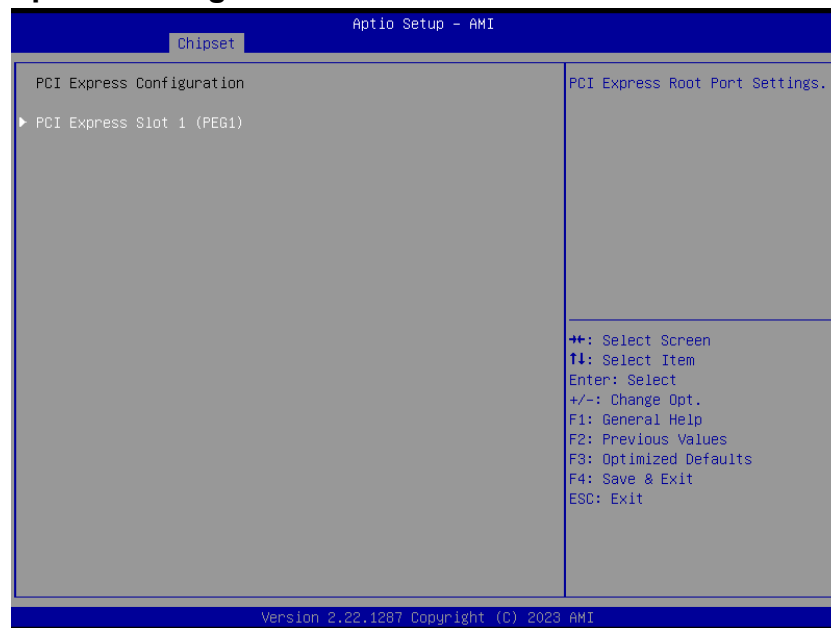 Aptio Setup - AMI
Chipset
PCI Express Configuration
PCI Express Slot 1 (PEG1)
PCI Express Root Port Settings.
→←: Select Screen
↑↓: Select Item
Enter: Select
+/-: Change Opt.
F1: General Help
F2: Previous Values
F3: Optimized Defaults
F4: Save & Exit
ESC: Exit
Version 2.22.1287 Copyright (C) 2023 AMI